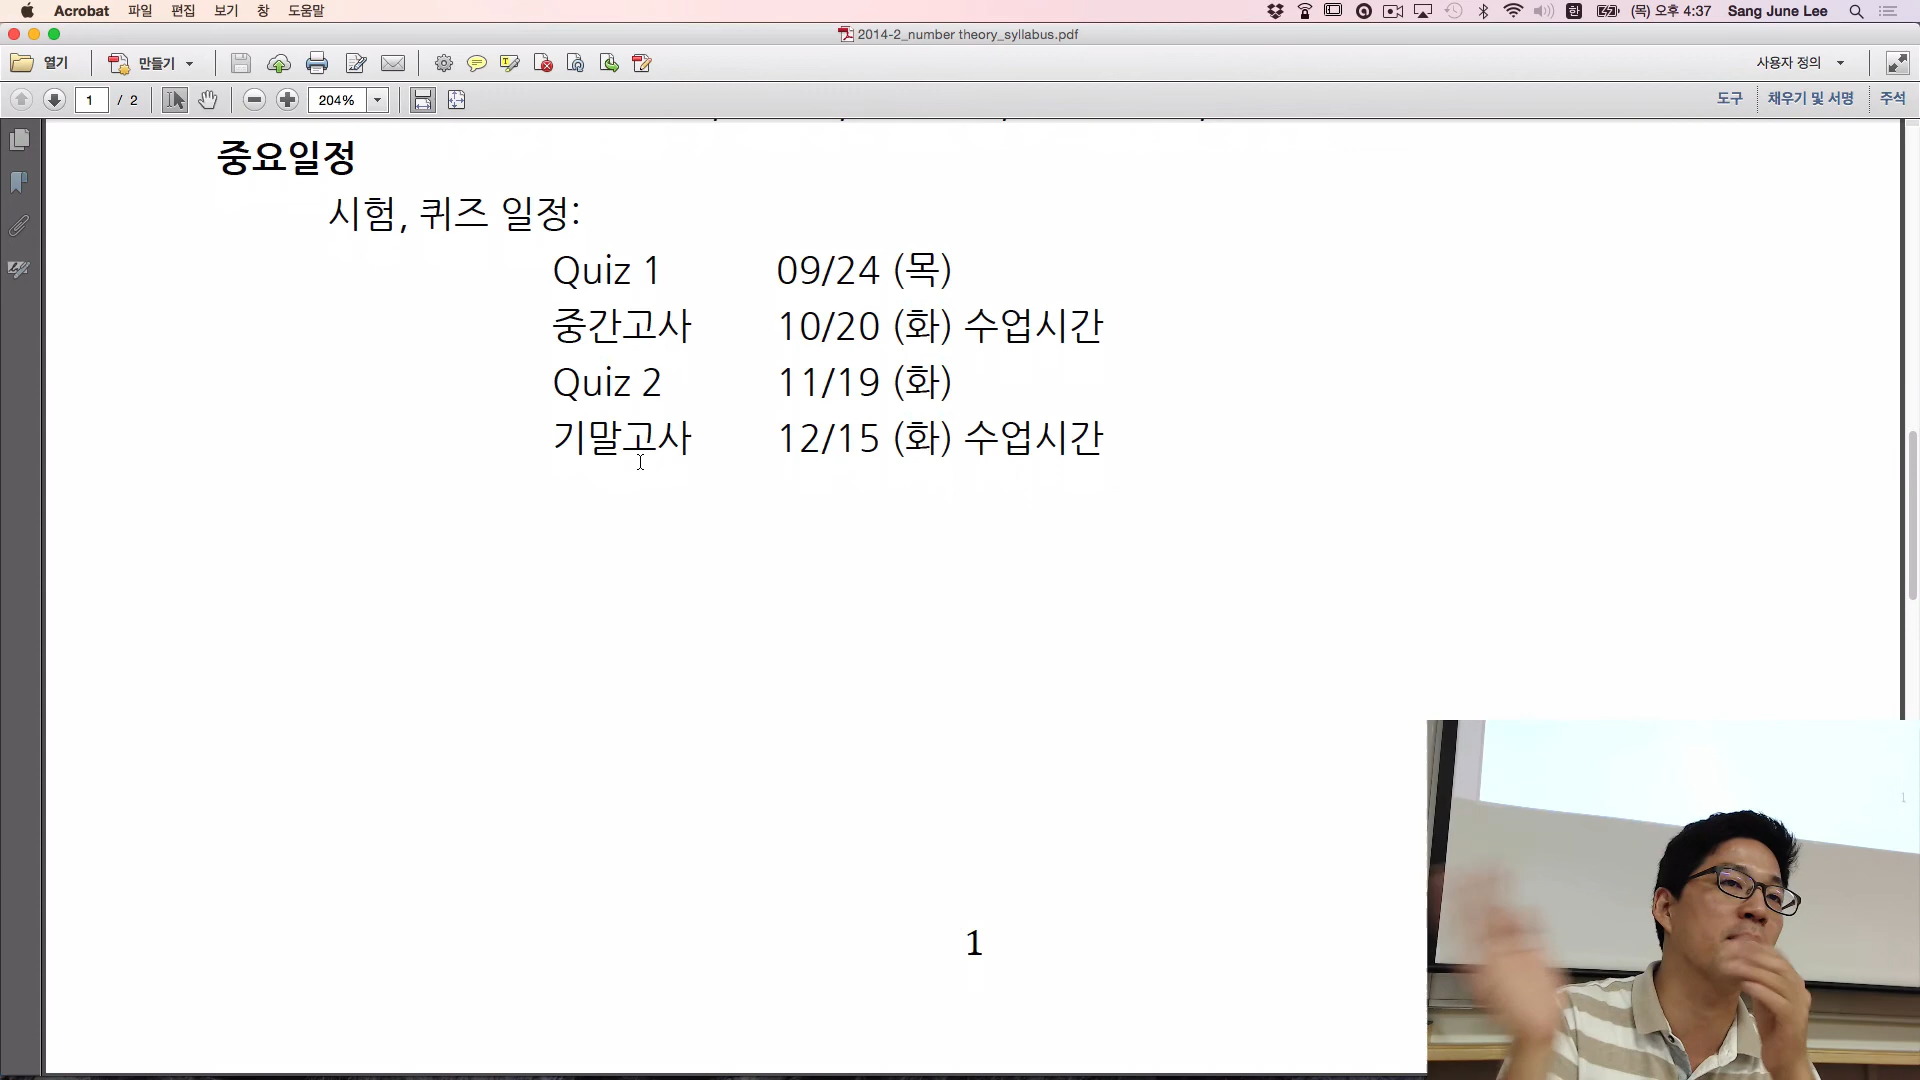 Acrobat 파일 편집 보기 창 도움말 한 (목) 오후 4:37 Sang June Lee
2014-2_number theory_syllabus.pdf
열기 만들기 사용자 정의
1 / 2 204% 도구 채우기 및 서명 주석
중요일정
시험, 퀴즈 일정:
Quiz 1 09/24 (목)
중간고사 10/20 (화) 수업시간
Quiz 2 11/19 (화)
기말고사 12/15 (화) 수업시간
1
1